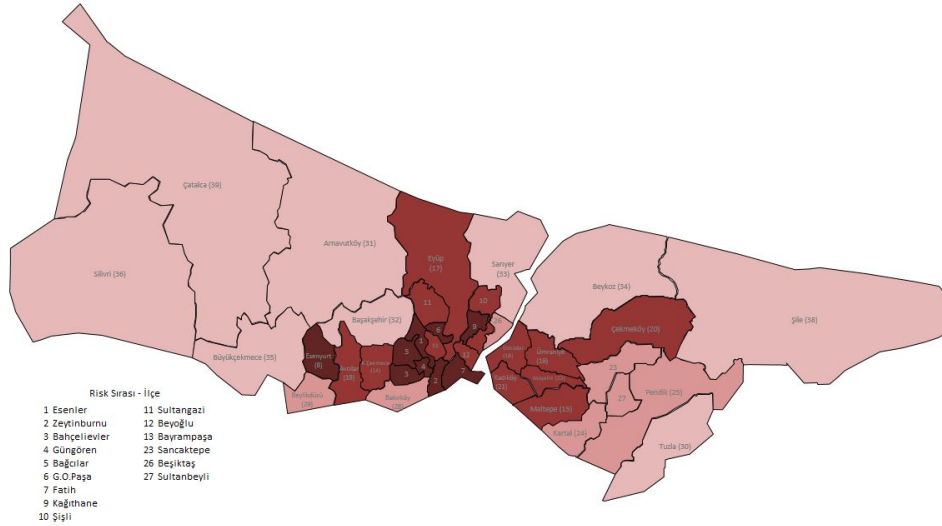 Çatalca (39)
Silivri (36)
Arnavutköy (31)
Eyüp
(17)
Sarıyer
(33)
Beykoz (34)
Şile (38)
Çekmeköy (20)
Başakşehir (32)
Büyükçekmece (35)
Esenyurt
(8)
11
10
9
26
6
1
13
12
5
3
4
2
7
Ümraniye
(18)
Kadıköy
Maltepe (15)
23
27
Pendik (25)
Kartal (24)
Tuzla (30)
Beylikdüzü
Bakırköy
Risk Sırası - İlçe
1 Esenler 11 Sultangazi
2 Zeytinburnu 12 Beyoğlu
3 Bahçelievler 13 Bayrampaşa
4 Güngören 23 Sancaktepe
5 Bağcılar 26 Beşiktaş
6 G.O.Paşa 27 Sultanbeyli
7 Fatih
9 Kağıthane
10 Şişli